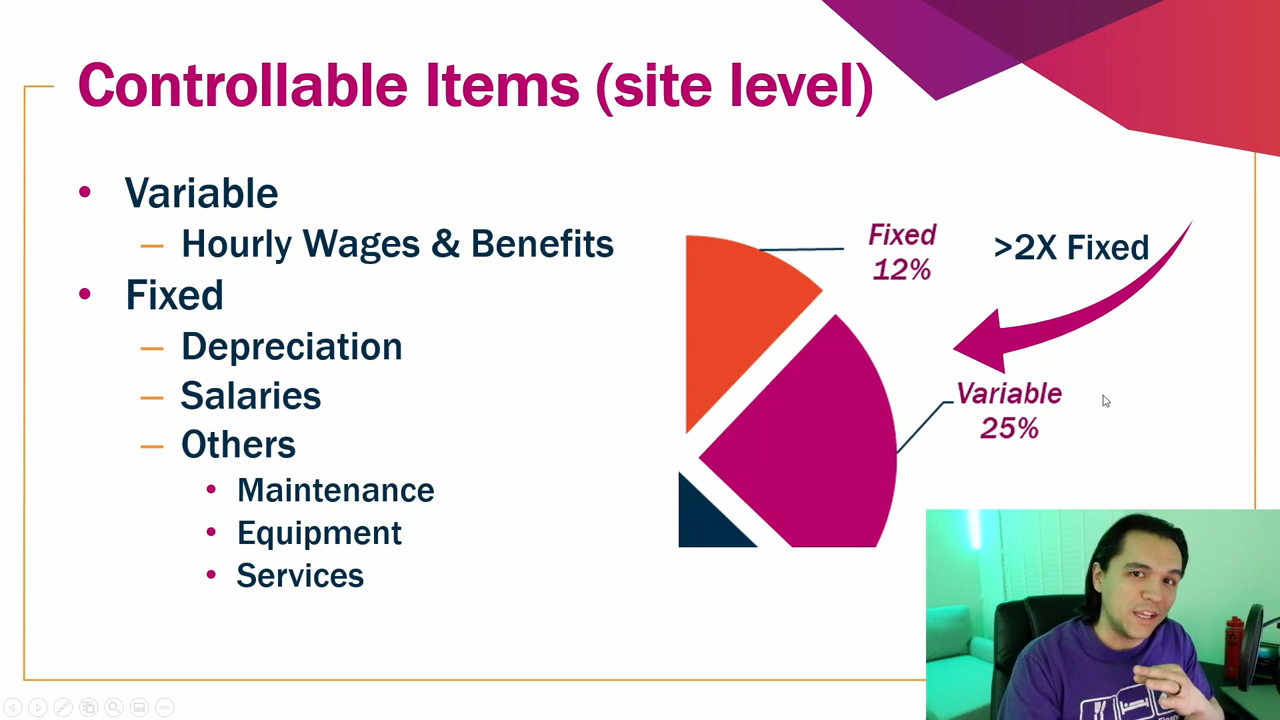 Controllable Items (site level)
• Variable
– Hourly Wages & Benefits
• Fixed
– Depreciation
– Salaries
– Others
• Maintenance
• Equipment
• Services
Fixed
12%
>2X Fixed
Variable
25%